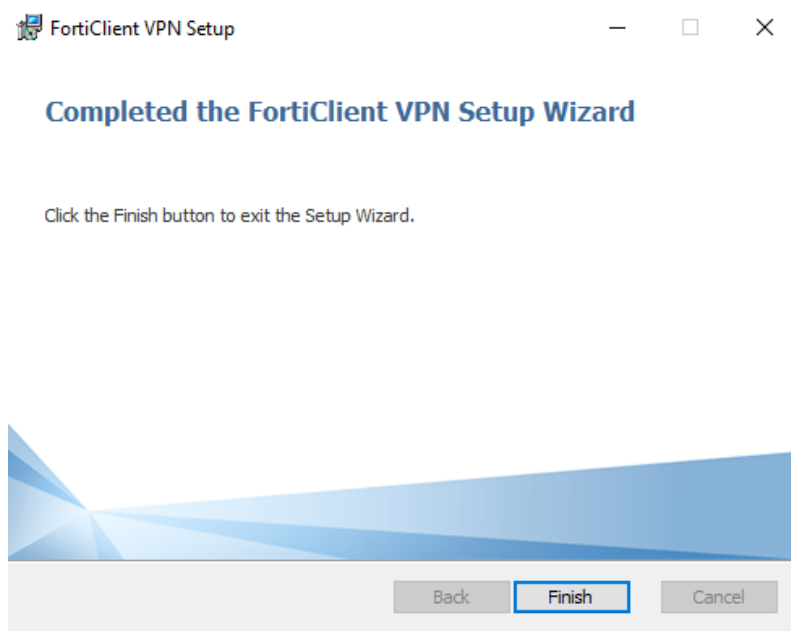 FortiClient VPN Setup
Completed the FortiClient VPN Setup Wizard
Click the Finish button to exit the Setup Wizard.
Back
Finish
Cancel